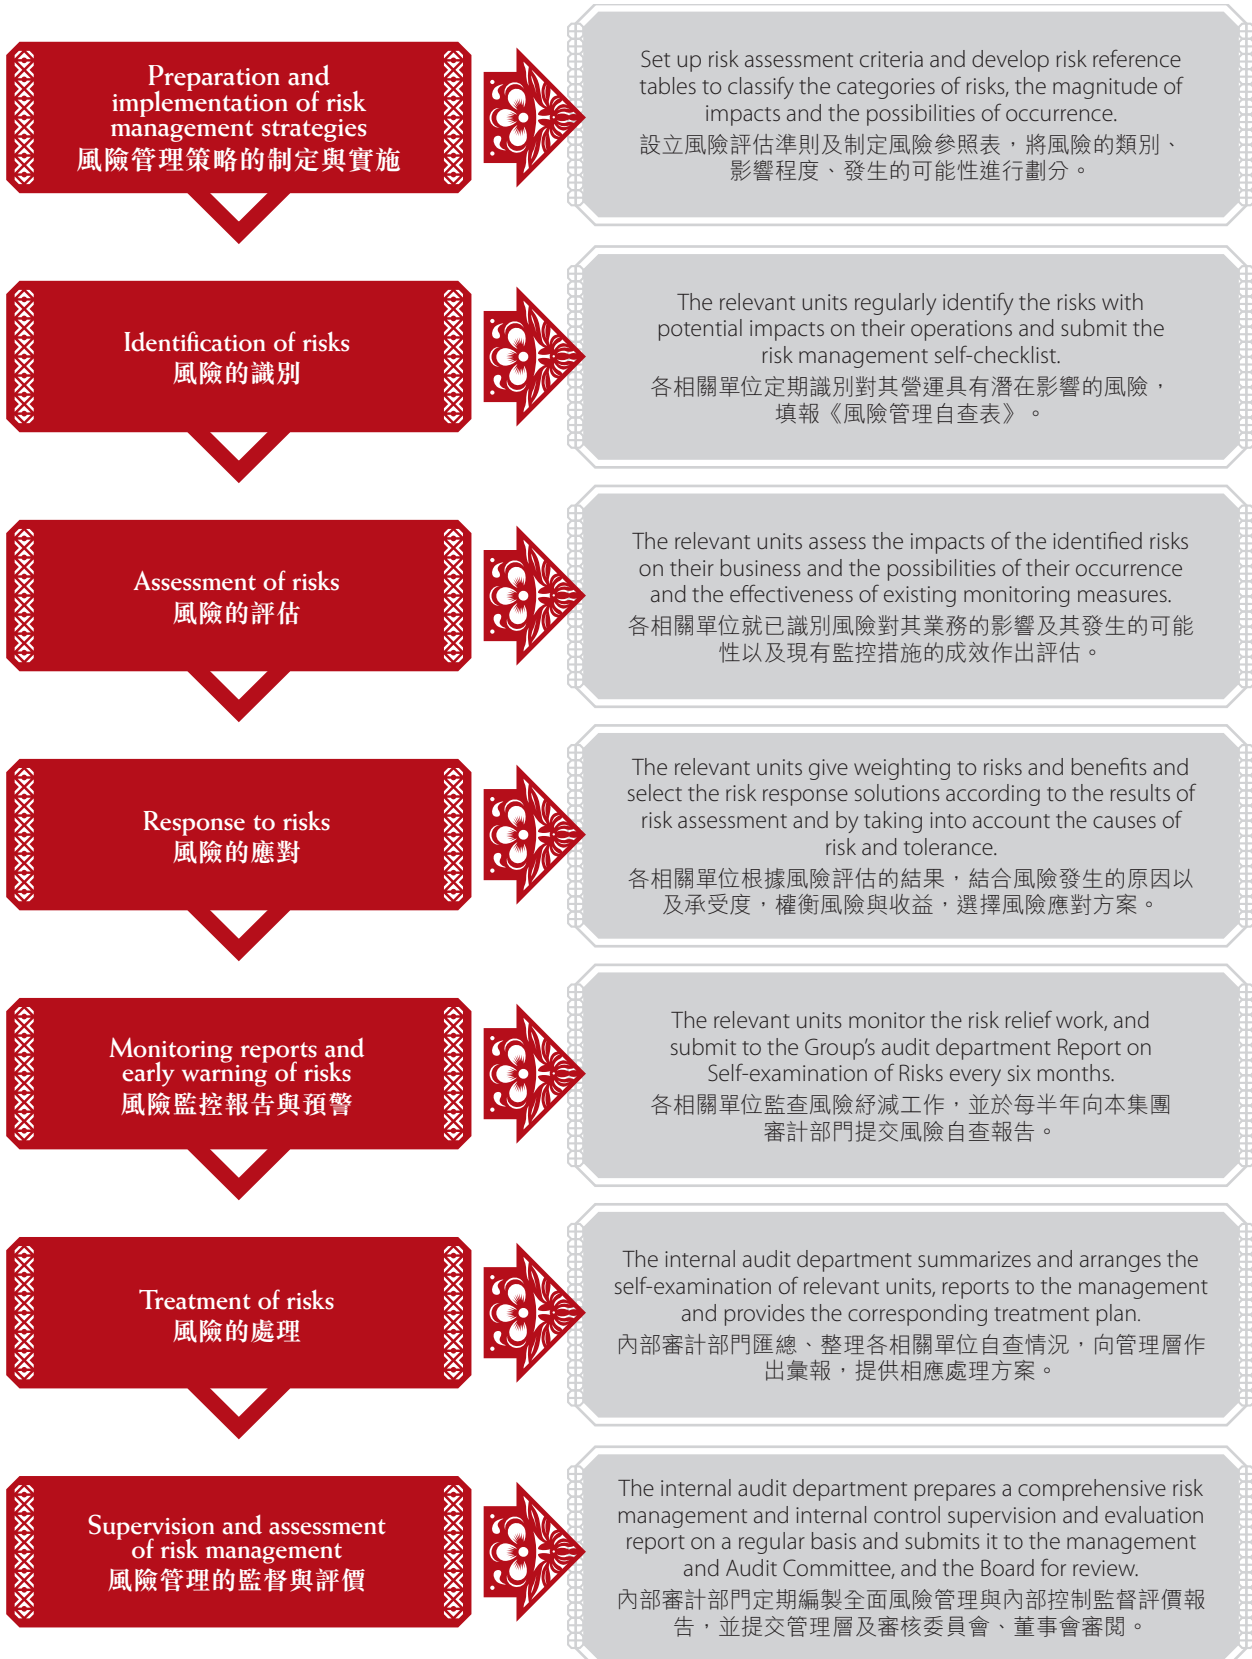 Preparation and
implementation of risk
management strategies
風險管理策略的制定與實施
Set up risk assessment criteria and develop risk reference
tables to classify the categories of risks, the magnitude of
impacts and the possibilities of occurrence.
設立風險評估準則及制定風險參照表，將風險的類別、
影響程度、發生的可能性進行劃分。
Identification of risks
風險的識別
The relevant units regularly identify the risks with
potential impacts on their operations and submit the
risk management self-checklist.
各相關單位定期識別對其營運具有潛在影響的風險，
填報《風險管理自查表》。
Assessment of risks
風險的評估
The relevant units assess the impacts of the identified risks
on their business and the possibilities of their occurrence
and the effectiveness of existing monitoring measures.
各相關單位就已識別風險對其業務的影響及其發生的可能
性以及現有監控措施的成效作出評估。
Response to risks
風險的應對
The relevant units give weighting to risks and benefits and
select the risk response solutions according to the results of
risk assessment and by taking into account the causes of
risk and tolerance.
各相關單位根據風險評估的結果，結合風險發生的原因以
及承受度，權衡風險與收益，選擇風險應對方案。
Monitoring reports and
early warning of risks
風險監控報告與預警
The relevant units monitor the risk relief work, and
submit to the Group’s audit department Report on
Self-examination of Risks every six months.
各相關單位監查風險紓減工作，並於每半年向本集團
審計部門提交風險自查報告。
Treatment of risks
風險的處理
The internal audit department summarizes and arranges the
self-examination of relevant units, reports to the management
and provides the corresponding treatment plan.
內部審計部門匯總、整理各相關單位自查情況，向管理層作
出彙報，提供相應處理方案。
Supervision and assessment
of risk management
風險管理的監督與評價
The internal audit department prepares a comprehensive risk
management and internal control supervision and evaluation
report on a regular basis and submits it to the management
and Audit Committee, and the Board for review.
內部審計部門定期編製全面風險管理與內部控制監督評價報
告，並提交管理層及審核委員會、董事會審閱。